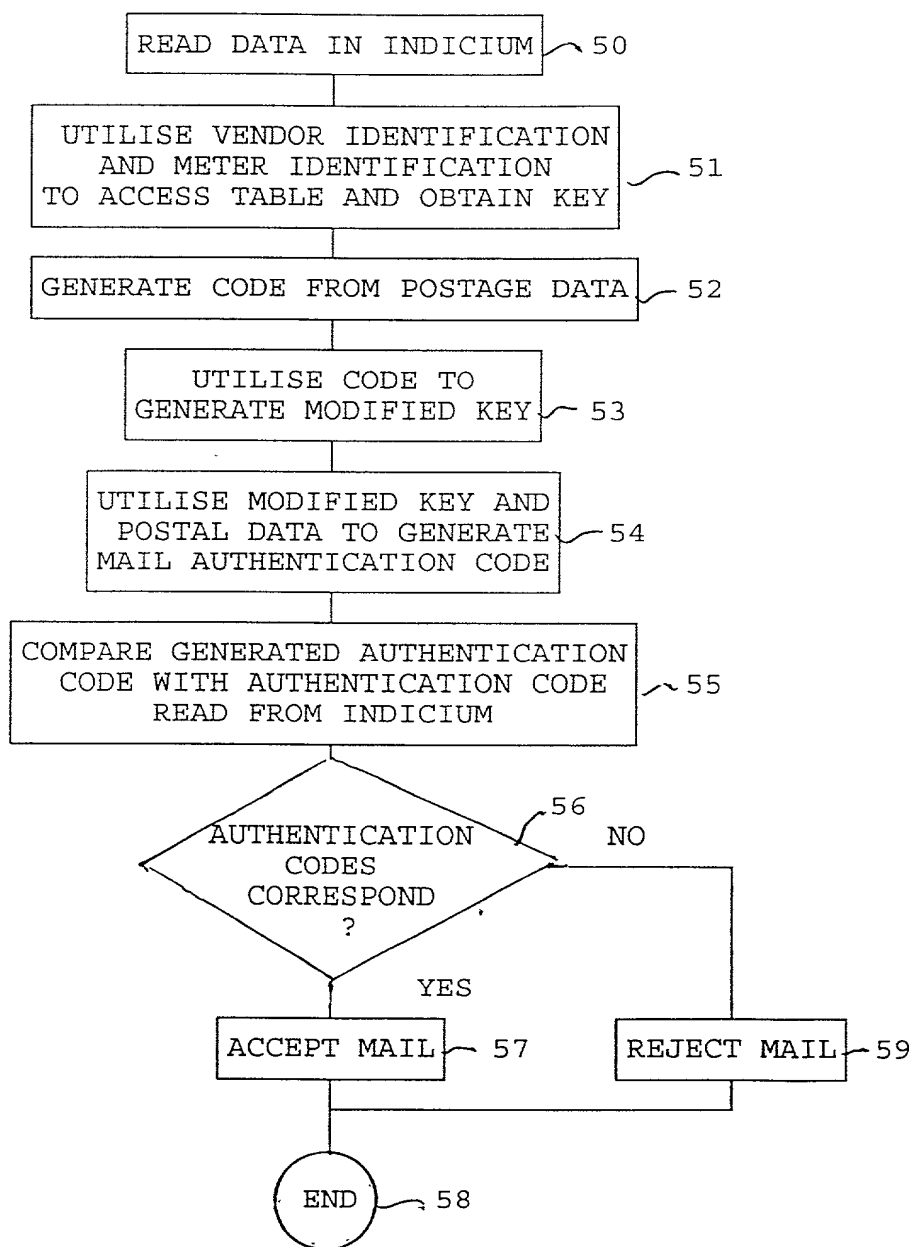 READ DATA IN INDICIUM
50
UTILISE VENDOR IDENTIFICATION
AND METER IDENTIFICATION
TO ACCESS TABLE AND OBTAIN KEY
51
GENERATE CODE FROM POSTAGE DATA
52
UTILISE CODE TO
GENERATE MODIFIED KEY
53
UTILISE MODIFIED KEY AND
POSTAL DATA TO GENERATE
MAIL AUTHENTICATION CODE
54
COMPARE GENERATED AUTHENTICATION
CODE WITH AUTHENTICATION CODE
READ FROM INDICIUM
55
56
AUTHENTICATION
CODES
CORRESPOND
?
NO
YES
ACCEPT MAIL
57
REJECT MAIL
59
END
58